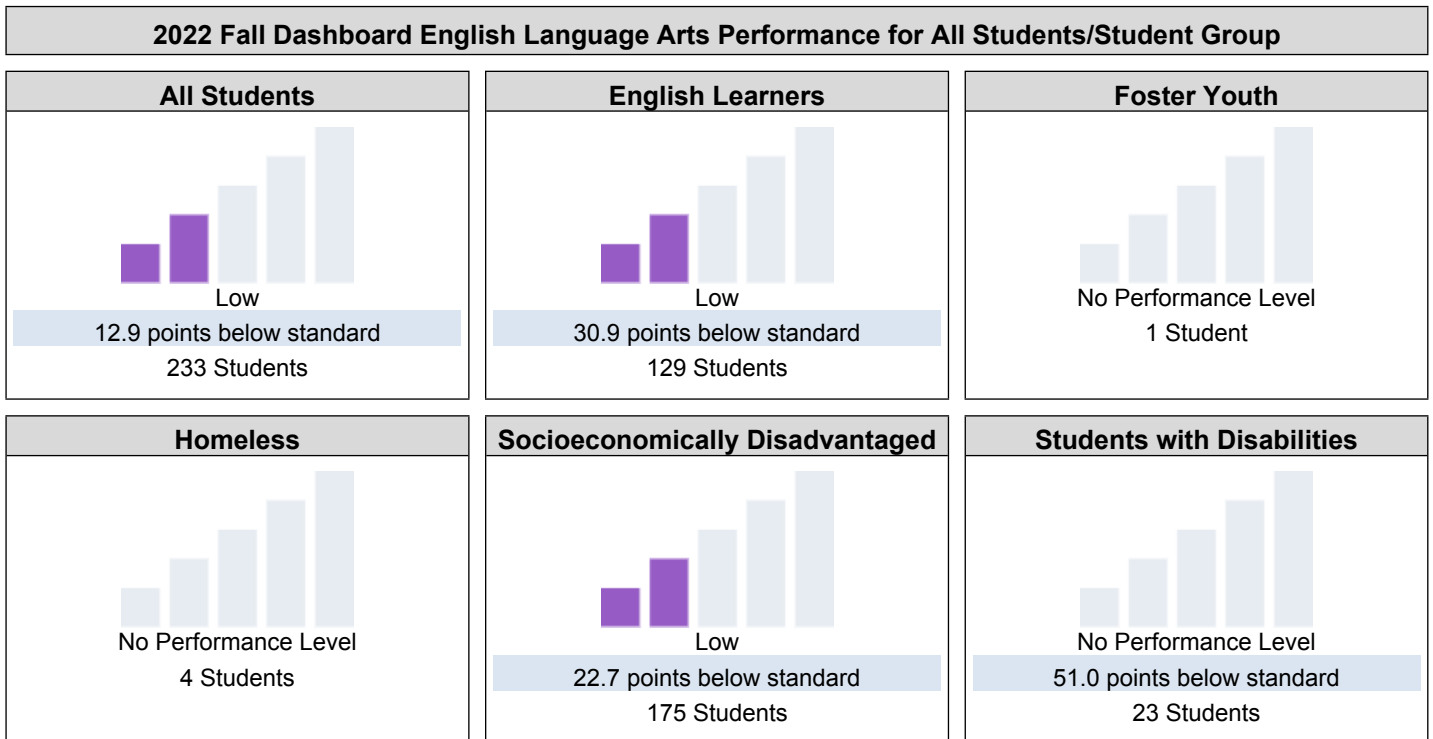 2022 Fall Dashboard English Language Arts Performance for All Students/Student Group
All Students
Low
12.9 points below standard
233 Students
English Learners
Low
30.9 points below standard
129 Students
Foster Youth
No Performance Level
1 Student
Homeless
No Performance Level
4 Students
Socioeconomically Disadvantaged
Low
22.7 points below standard
175 Students
Students with Disabilities
No Performance Level
51.0 points below standard
23 Students